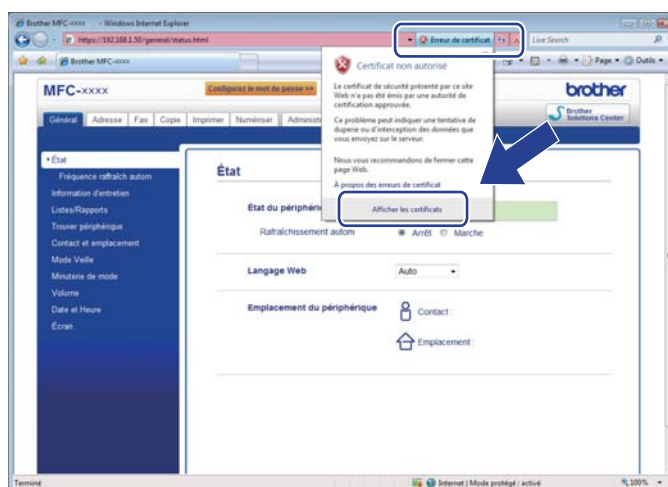 Brother MFC-xxxx - Windows Internet Explorer
https://192.168.1.50/general/status.html
Erreur de certificat
Live Search
Brother MFC-xxxx
Page
Outils
MFC-xxxx
Configurez le mot de passe >>
brother
Général
Adresse
Fax
Copie
Imprimer
Numériser
Brother
Solutions Center
Certificat non autorisé
Le certificat de sécurité présenté par ce site
Web n'a pas été émis par une autorité de
certification approuvée.
Ce problème peut indiquer une tentative de
duperie ou d'interception des données que
vous envoyez sur le serveur.
Nous vous recommandons de fermer cette
page Web.
À propos des erreurs de certificat
Afficher les certificats
État
Fréquence rafraîch autom
Information d'entretien
Listes/Rapports
Trouver périphérique
Contact et emplacement
Mode Veille
Minuterie de mode
Volume
Date et Heure
Écran
État
État du périphéri
Rafraîchissement autom
Arrêt
Marche
Langage Web
Auto
Emplacement du périphérique
Contact :
Emplacement :
Terminé
Internet | Mode protégé : activé
100%